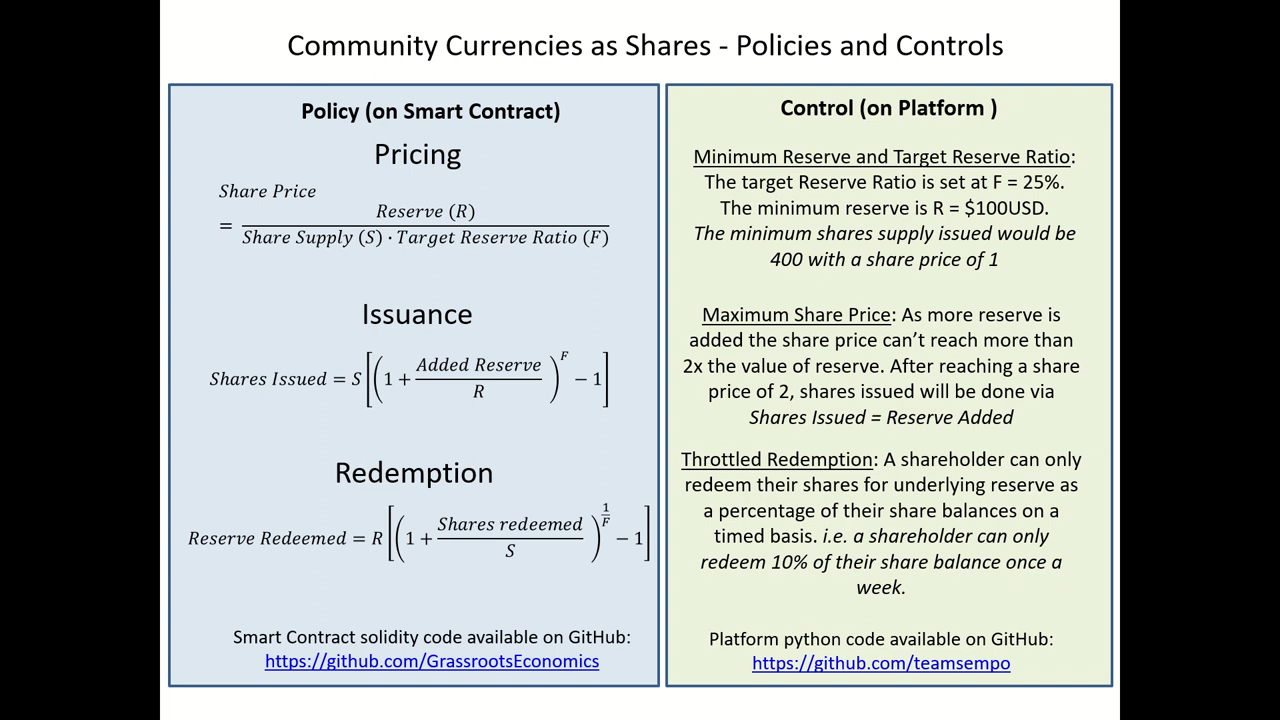 Community Currencies as Shares - Policies and Controls
Policy (on Smart Contract)
Pricing
Share Price
= Reserve (R) / Share Supply (S) · Target Reserve Ratio (F)
Issuance
Shares Issued = S[(1 + Added Reserve / R)^F − 1]
Redemption
Reserve Redeemed = R[(1 + Shares redeemed / S)^(1/F) − 1]
Smart Contract solidity code available on GitHub:
https://github.com/GrassrootsEconomics
Control (on Platform )
Minimum Reserve and Target Reserve Ratio:
The target Reserve Ratio is set at F = 25%.
The minimum reserve is R = $100USD.
The minimum shares supply issued would be
400 with a share price of 1
Maximum Share Price: As more reserve is
added the share price can’t reach more than
2x the value of reserve. After reaching a share
price of 2, shares issued will be done via
Shares Issued = Reserve Added
Throttled Redemption: A shareholder can only
redeem their shares for underlying reserve as
a percentage of their share balances on a
timed basis. i.e. a shareholder can only
redeem 10% of their share balance once a
week.
Platform python code available on GitHub:
https://github.com/teamsempo